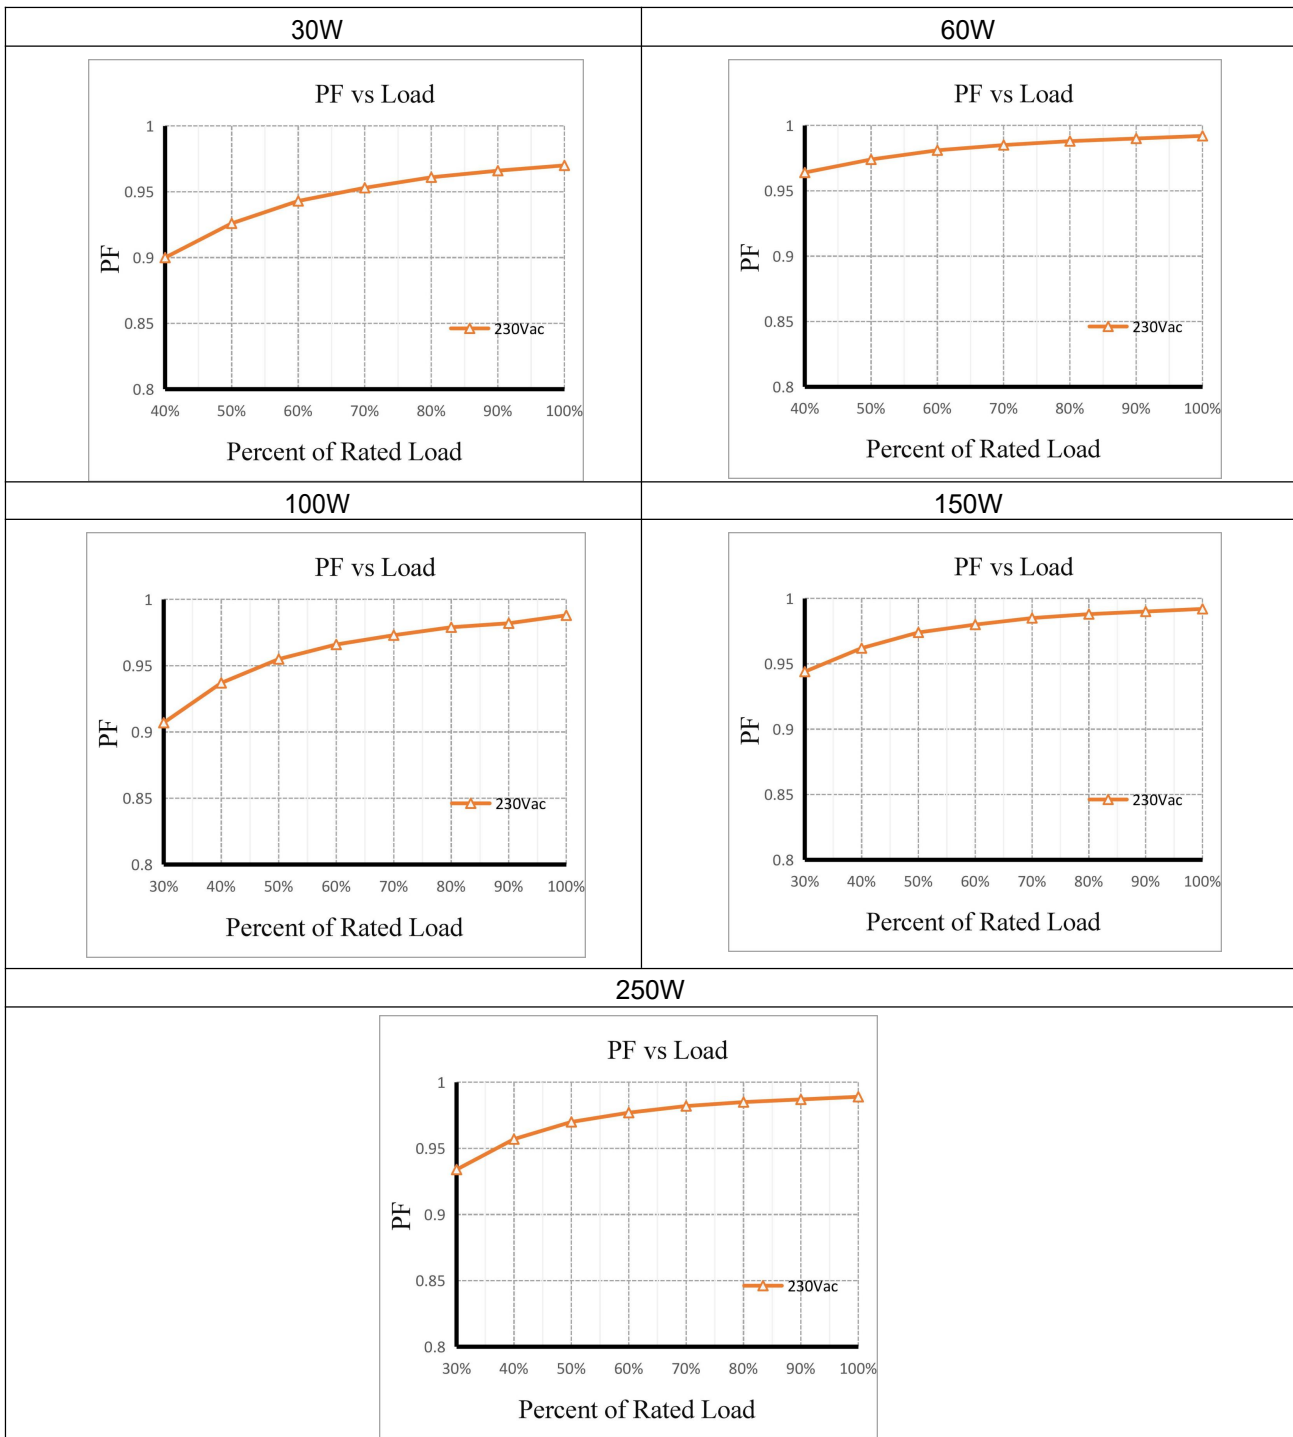 30W
60W
PF vs Load
1
0.95
0.9
0.85
0.8
PF
230Vac
40% 50% 60% 70% 80% 90% 100%
Percent of Rated Load
PF vs Load
1
0.95
0.9
0.85
0.8
PF
230Vac
40% 50% 60% 70% 80% 90% 100%
Percent of Rated Load
100W
150W
PF vs Load
1
0.95
0.9
0.85
0.8
PF
230Vac
30% 40% 50% 60% 70% 80% 90% 100%
Percent of Rated Load
PF vs Load
1
0.95
0.9
0.85
0.8
PF
230Vac
30% 40% 50% 60% 70% 80% 90% 100%
Percent of Rated Load
250W
PF vs Load
1
0.95
0.9
0.85
0.8
PF
230Vac
30% 40% 50% 60% 70% 80% 90% 100%
Percent of Rated Load